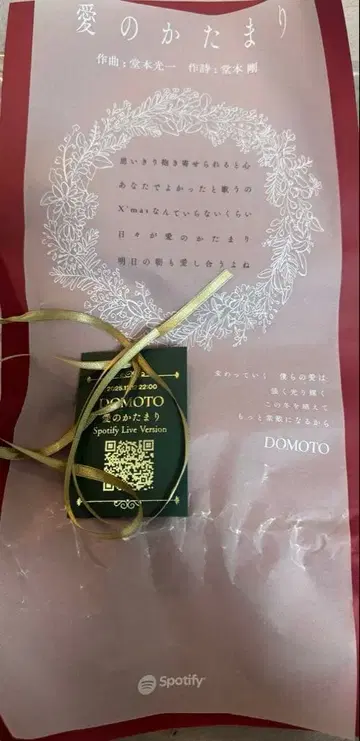 愛のかたまり
作曲：堂本光一　作詩：堂本 剛
思いきり抱き寄せられると心
あなたでよかったと歌うの
X'masなんていらないくらい
日々が愛のかたまり
明日の朝も愛し合うよね
変わっていく　僕らの愛は
強く光り輝く
この冬を越えて
もっと素敵になるから
DOMOTO
22:00
DOMOTO
愛のかたまり
Spotify Live Version
Spotify